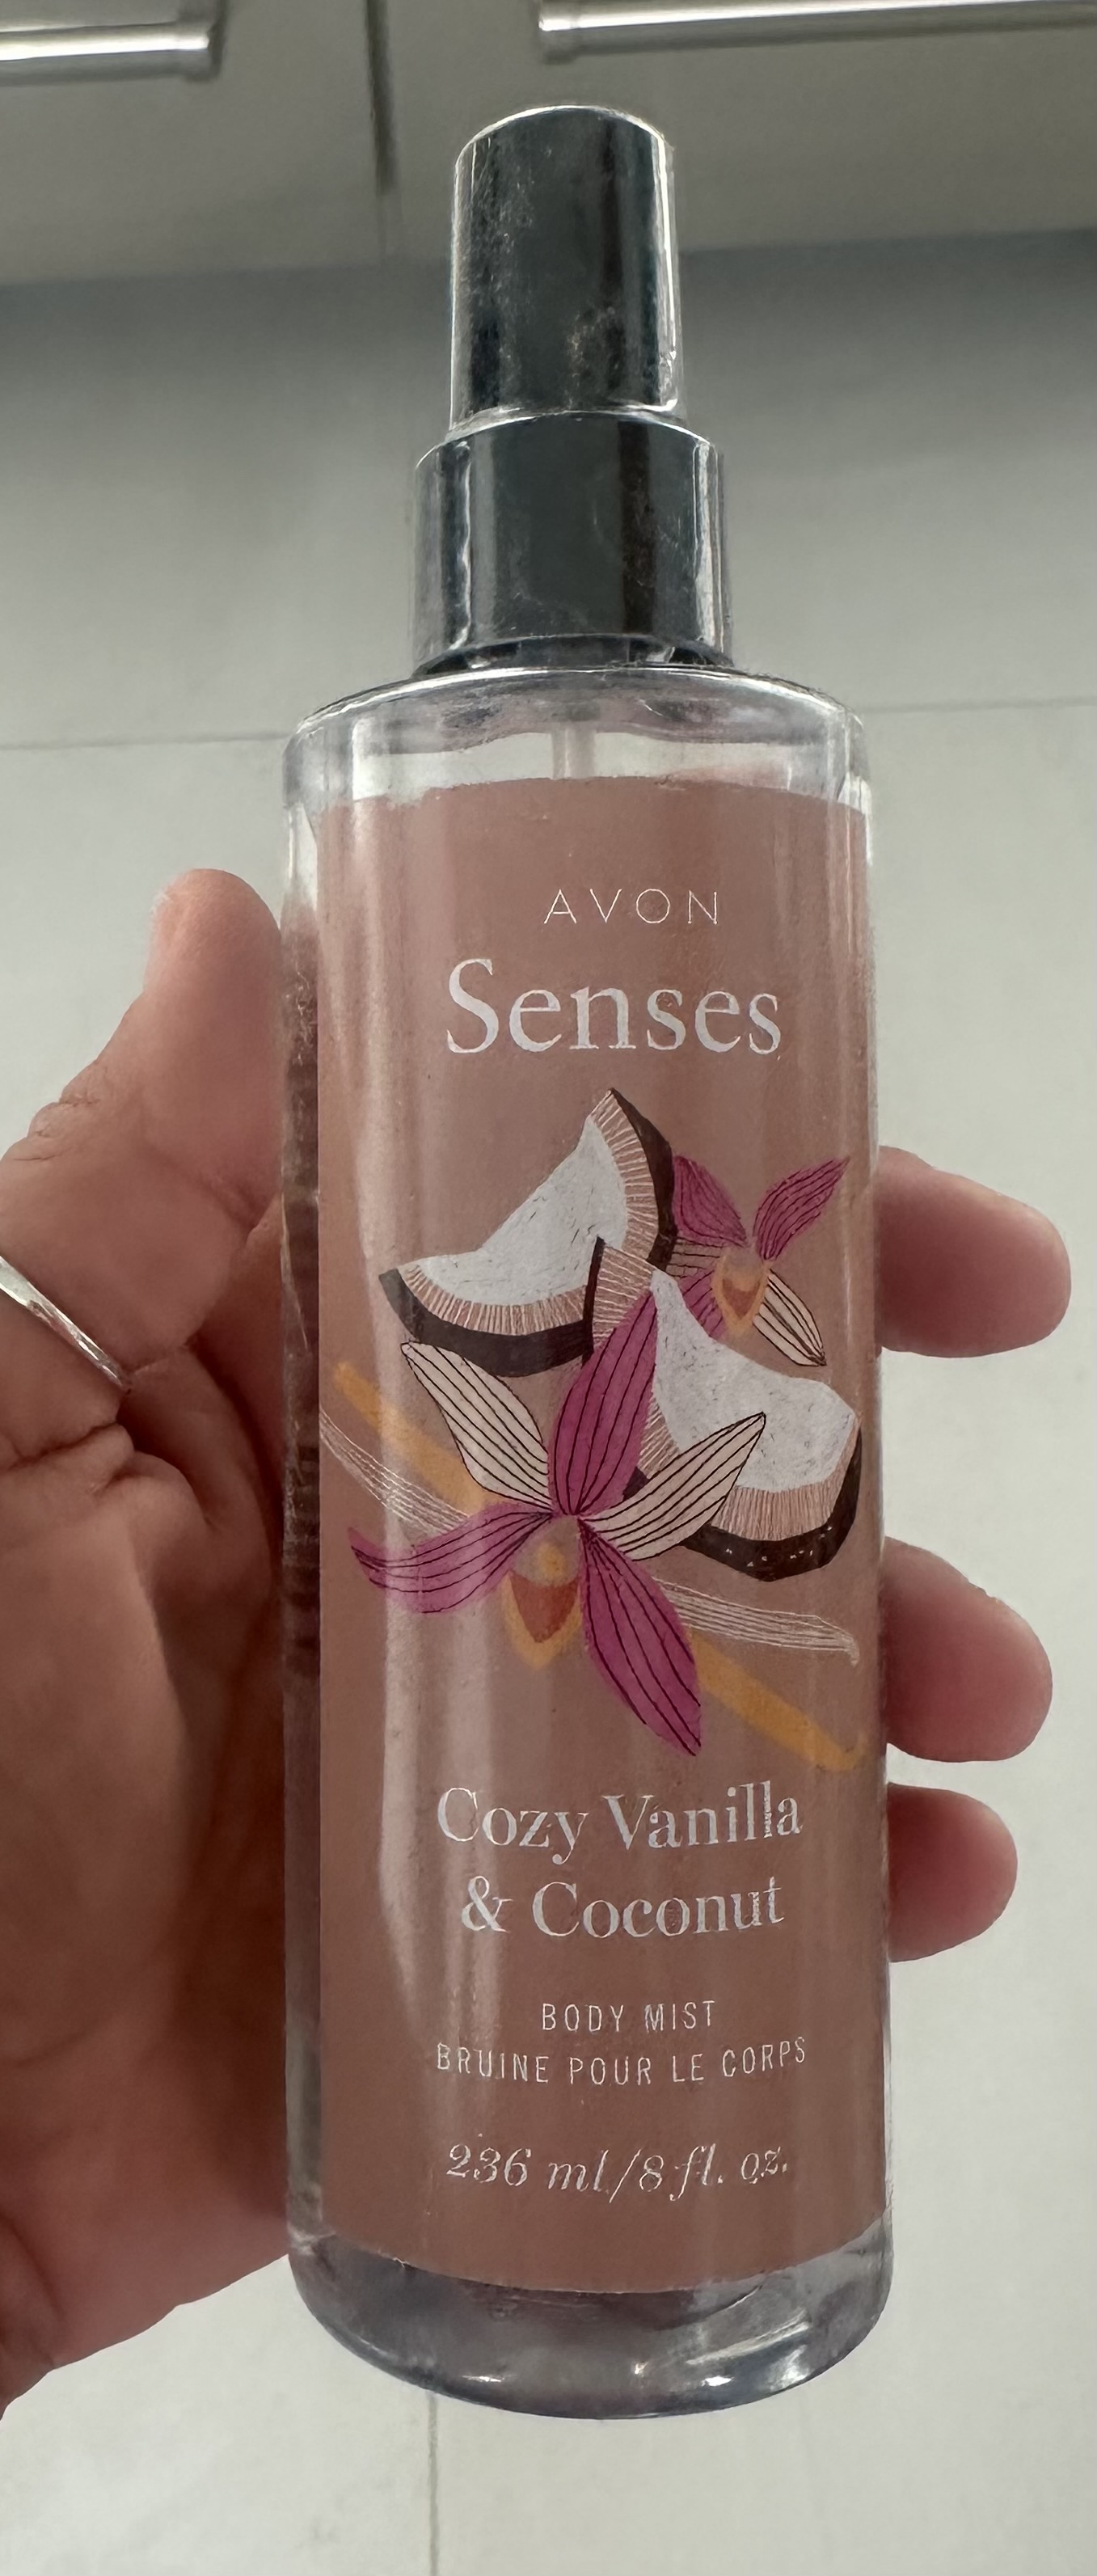 AVON
Senses
Cozy Vanilla
& Coconut
BODY MIST
BRUINE POUR LE CORPS
236 ml/8 fl. oz.